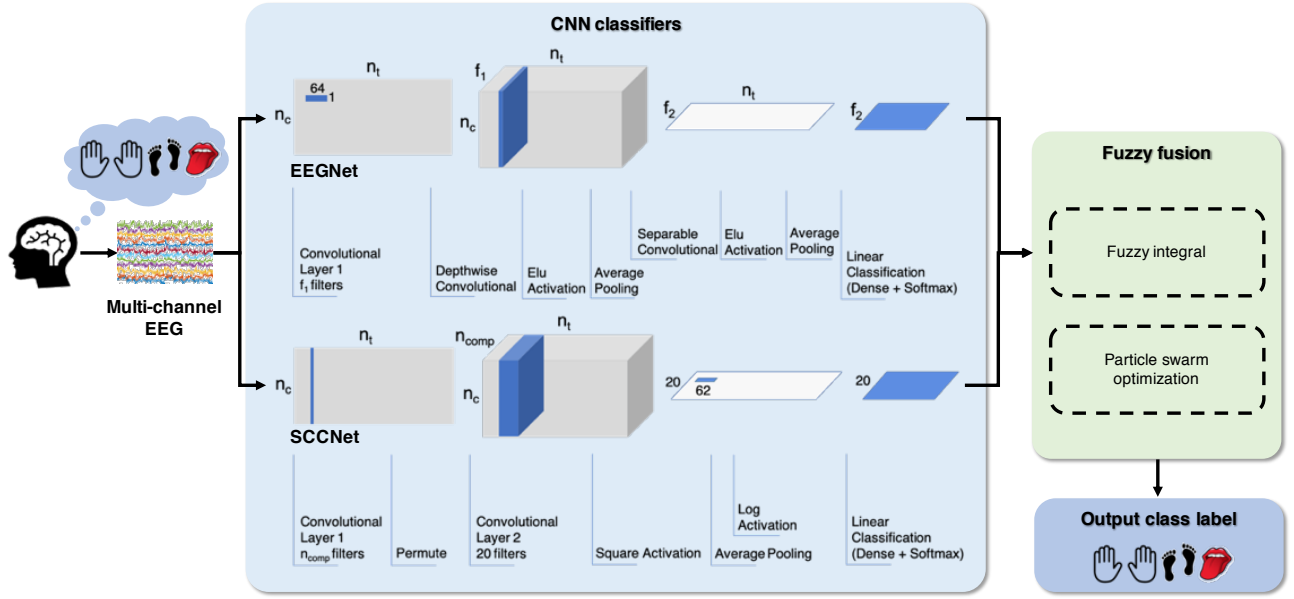 CNN classifiers
n_t
64
1
n_c
EEGNet
f_1
n_t
n_c
f_2
n_t
f_2
Convolutional
Layer 1
f_1 filters
Depthwise
Convolutional
Elu
Activation
Average
Pooling
Separable
Convolutional
Elu
Activation
Average
Pooling
Linear
Classification
(Dense + Softmax)
Multi-channel
EEG
n_t
n_c
SCCNet
n_comp
n_t
n_c
20
62
20
Convolutional
Layer 1
n_comp filters
Permute
Convolutional
Layer 2
20 filters
Square Activation
Average Pooling
Log
Activation
Linear
Classification
(Dense + Softmax)
Fuzzy fusion
Fuzzy integral
Particle swarm
optimization
Output class label